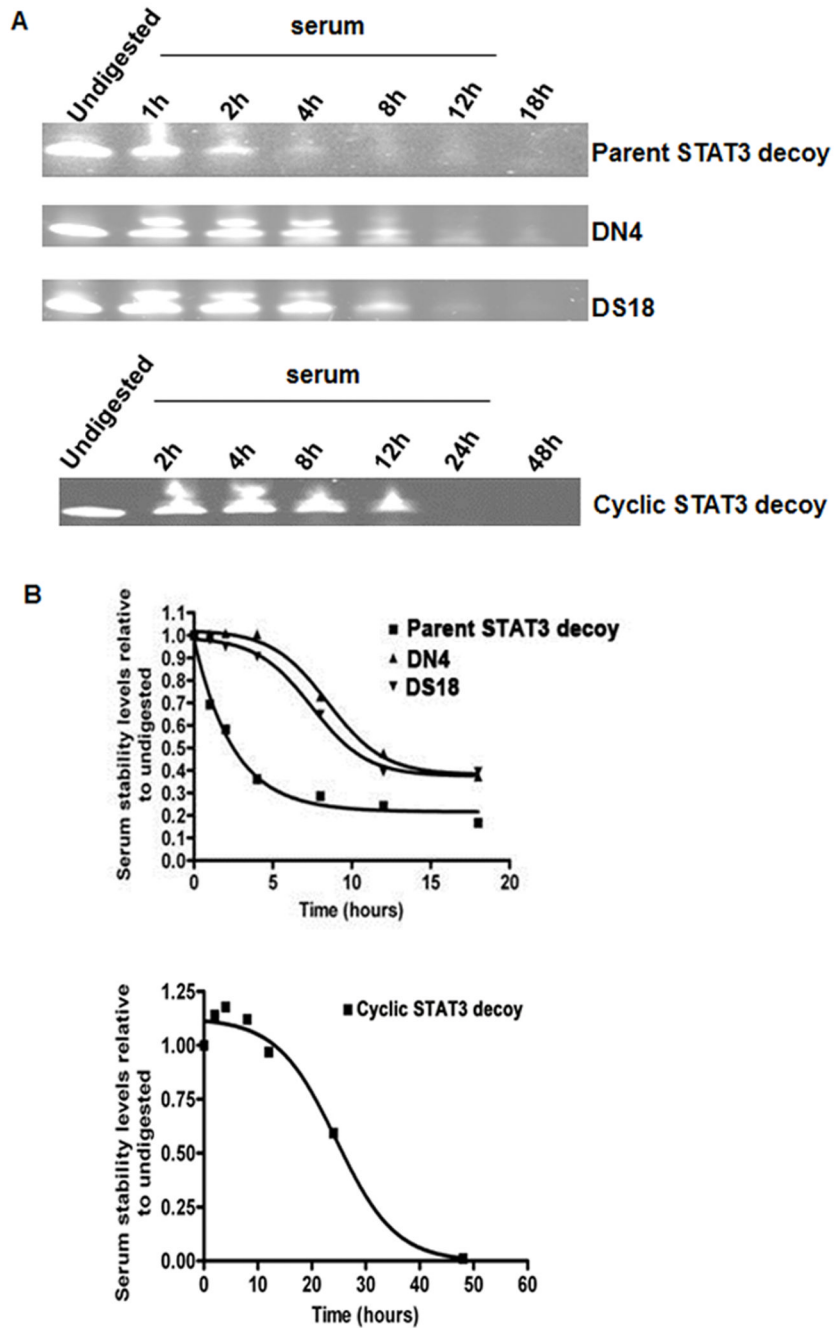 A
serum
Undigested 1h 2h 4h 8h 12h 18h
Parent STAT3 decoy
DN4
DS18
serum
Undigested 2h 4h 8h 12h 24h 48h
Cyclic STAT3 decoy
B
Serum stability levels relative
to undigested
1.1
1.0
0.9
0.8
0.7
0.6
0.5
0.4
0.3
0.2
0.1
0.0
Parent STAT3 decoy
DN4
DS18
0 5 10 15 20
Time (hours)
Serum stability levels relative
to undigested
1.25
1.00
0.75
0.50
0.25
0.00
Cyclic STAT3 decoy
0 10 20 30 40 50 60
Time (hours)